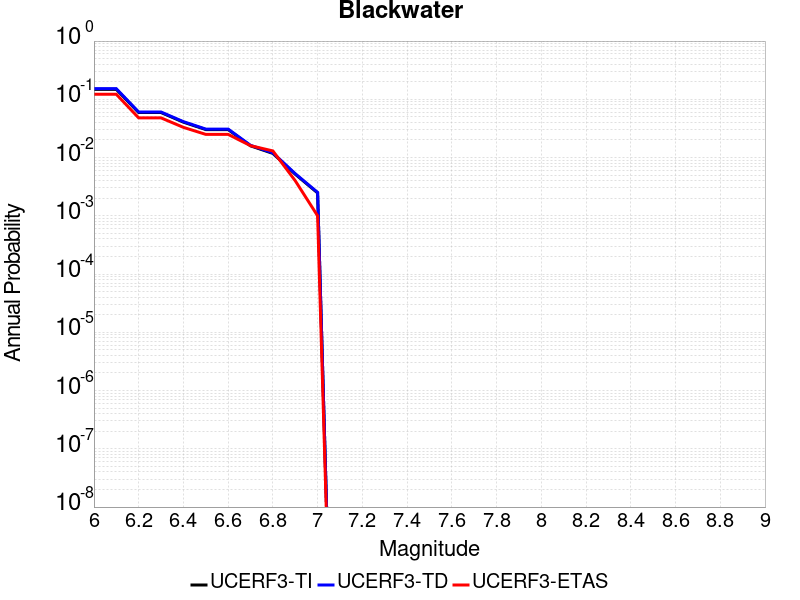 Blackwater
10^0
10^-1
10^-2
10^-3
10^-4
10^-5
10^-6
10^-7
10^-8
Annual Probability
6 6.2 6.4 6.6 6.8 7 7.2 7.4 7.6 7.8 8 8.2 8.4 8.6 8.8 9
Magnitude
UCERF3-TI UCERF3-TD UCERF3-ETAS